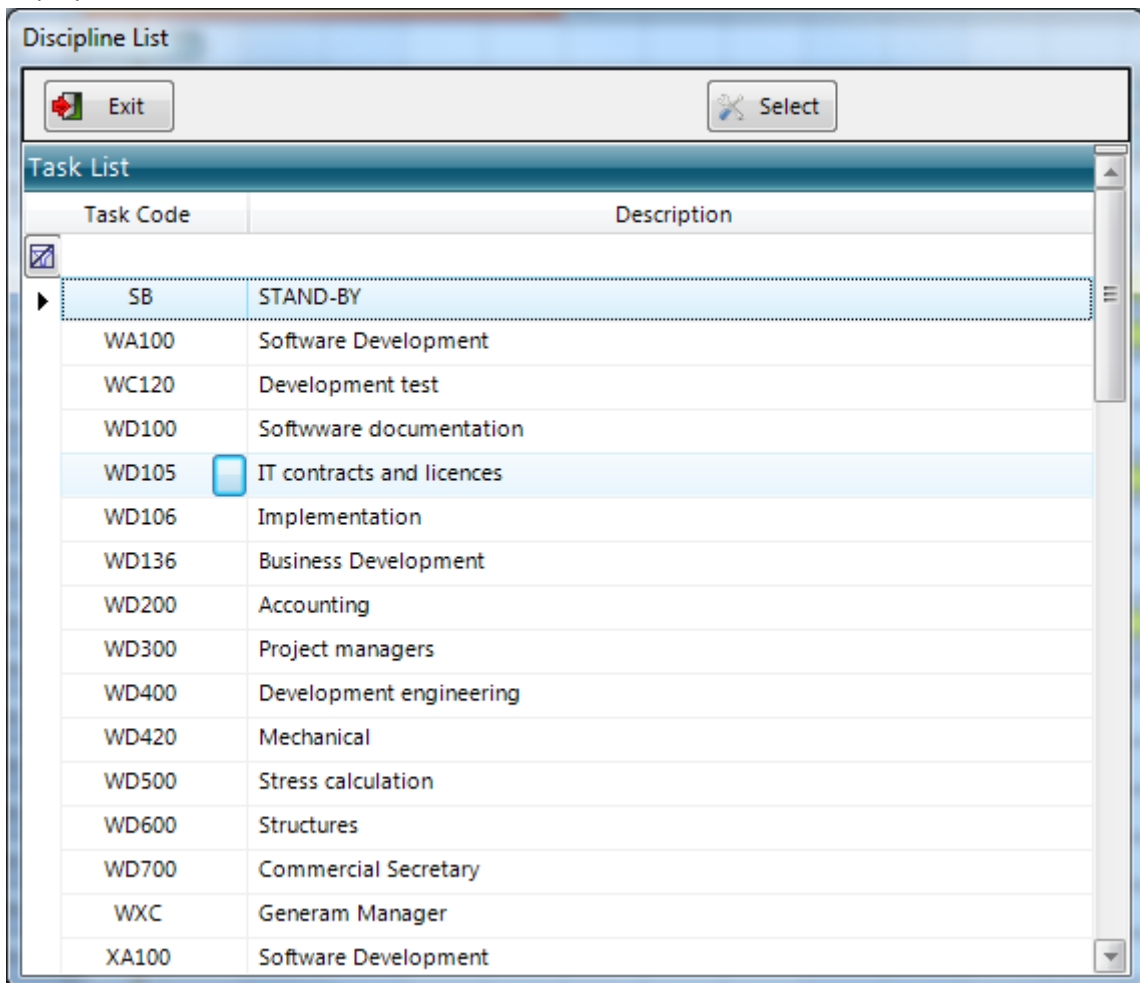 Discipline List
Exit Select
Task List
Task Code Description
SB STAND-BY
WA100 Software Development
WC120 Development test
WD100 Softwware documentation
WD105 IT contracts and licences
WD106 Implementation
WD136 Business Development
WD200 Accounting
WD300 Project managers
WD400 Development engineering
WD420 Mechanical
WD500 Stress calculation
WD600 Structures
WD700 Commercial Secretary
WXC Generam Manager
XA100 Software Development